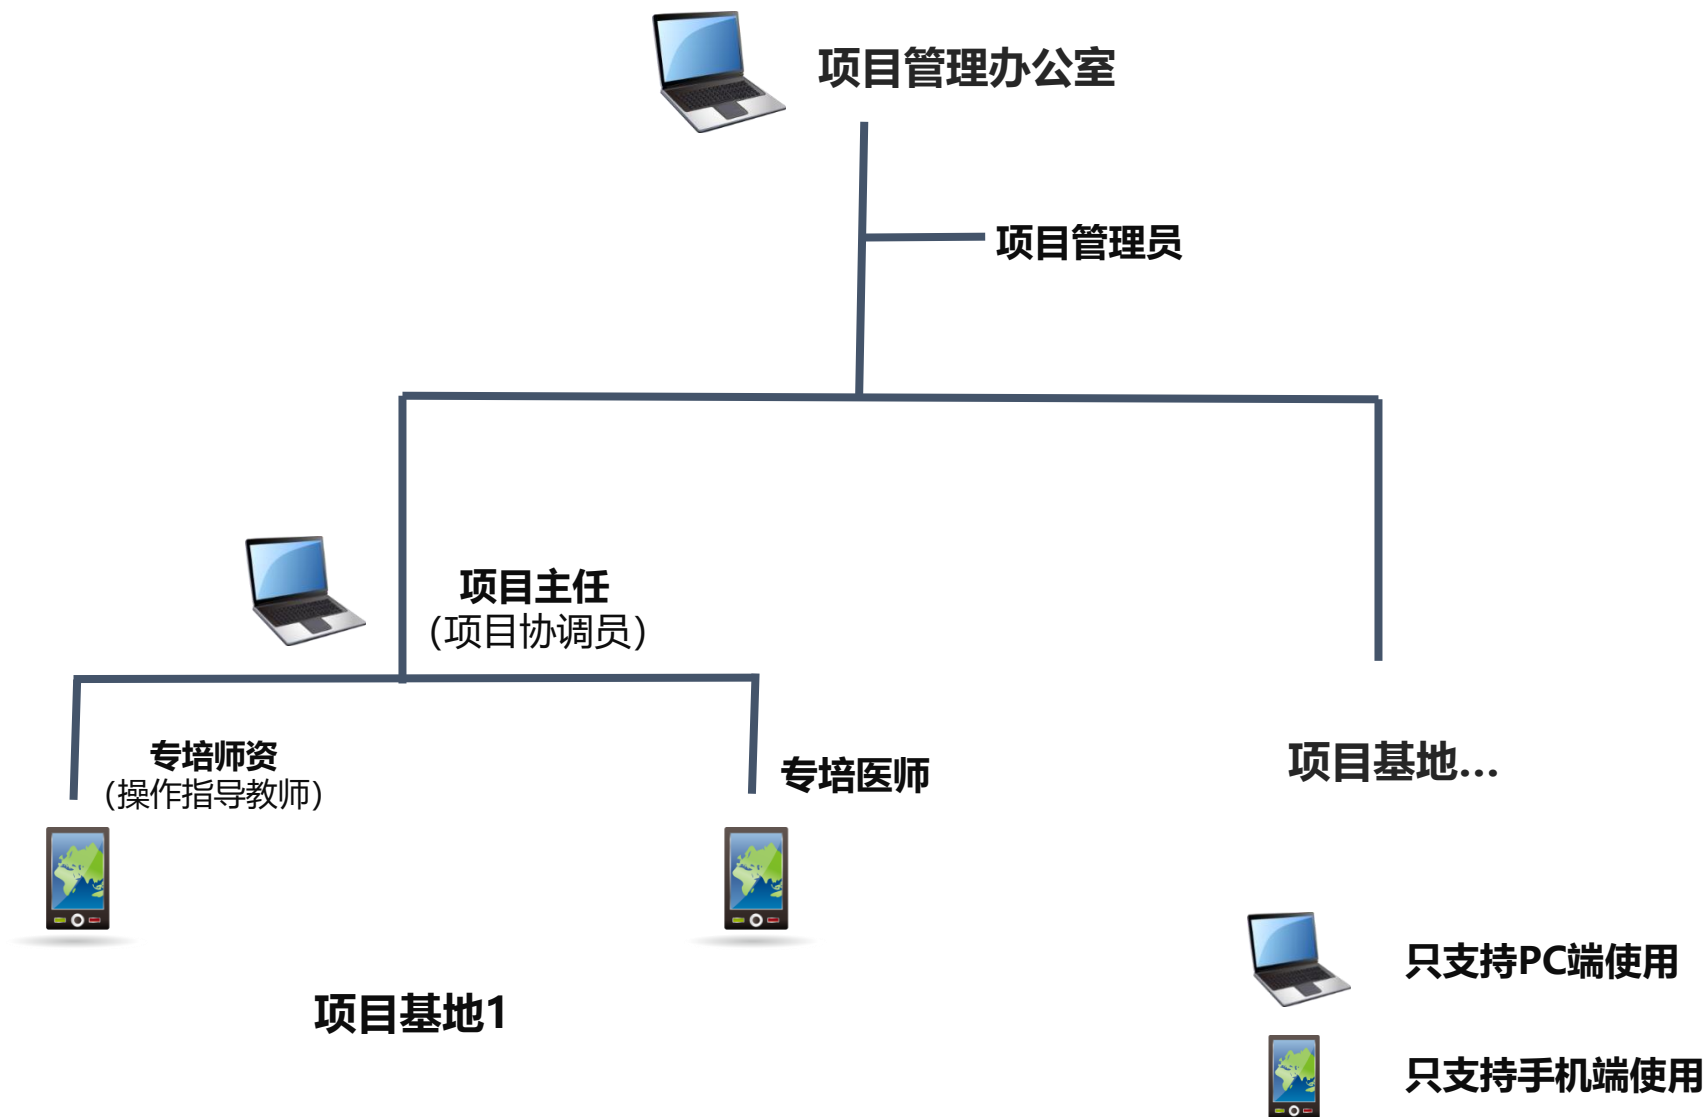 项目管理办公室
项目管理员
项目主任
（项目协调员）
专培师资
（操作指导教师）
专培医师
项目基地...
项目基地1
只支持PC端使用
只支持手机端使用